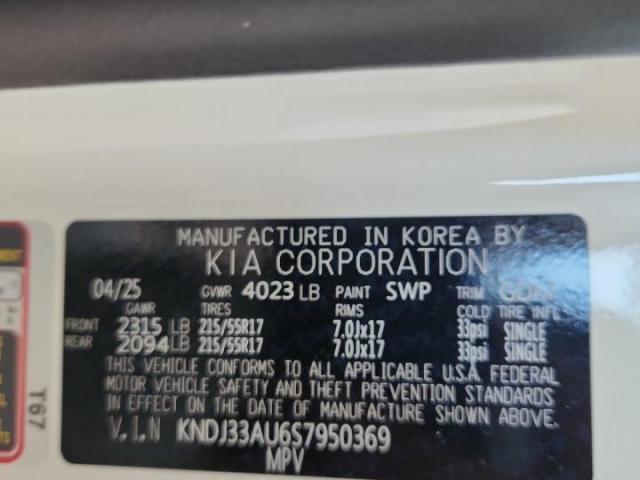 MANUFACTURED IN KOREA BY
KIA CORPORATION
04/25 GVWR 4023 LB PAINT SWP TRIM
GAWR TIRES RIMS COLD TIRE INFL
FRONT 2315 LB 215/55R17 7.0Jx17 33psi SINGLE
REAR 2094 LB 215/55R17 7.0Jx17 33psi SINGLE
THIS VEHICLE CONFORMS TO ALL APPLICABLE U.S.A. FEDERAL
MOTOR VEHICLE SAFETY AND THEFT PREVENTION STANDARDS
IN EFFECT ON THE DATE OF MANUFACTURE SHOWN ABOVE.
V.I.N KNDJ33AU6S7950369
MPV
T67